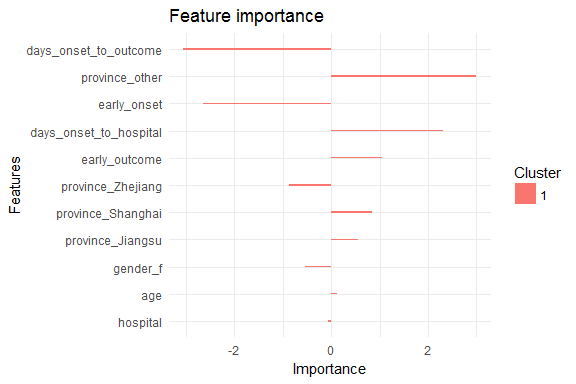 Feature importance
days_onset_to_outcome
province_other
early_onset
days_onset_to_hospital
early_outcome
province_Zhejiang
province_Shanghai
province_Jiangsu
gender_f
age
hospital
Features
-2
0
2
Importance
Cluster
1